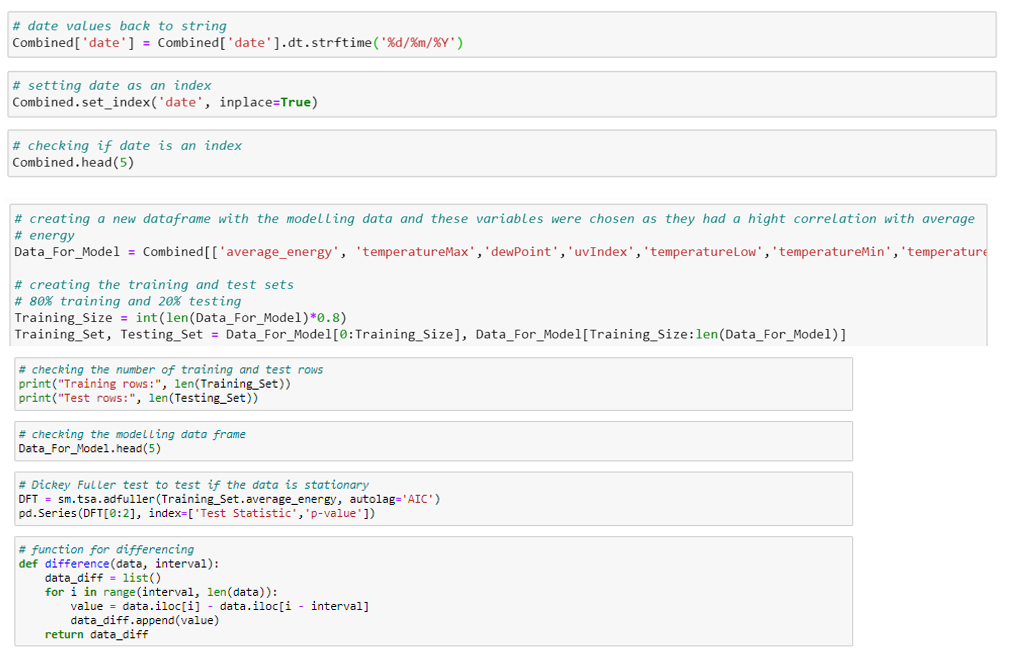 # date values back to string
Combined['date'] = Combined['date'].dt.strftime('%d/%m/%Y')
# setting date as an index
Combined.set_index('date', inplace=True)
# checking if date is an index
Combined.head(5)
# creating a new dataframe with the modelling data and these variables were chosen as they had a hight correlation with average
# energy
Data_For_Model = Combined[['average_energy', 'temperatureMax','dewPoint','uvIndex','temperatureLow','temperatureMin','temperature
# creating the training and test sets
# 80% training and 20% testing
Training_Size = int(len(Data_For_Model)*0.8)
Training_Set, Testing_Set = Data_For_Model[0:Training_Size], Data_For_Model[Training_Size:len(Data_For_Model)]
# checking the number of training and test rows
print("Training rows:", len(Training_Set))
print("Test rows:", len(Testing_Set))
# checking the modelling data frame
Data_For_Model.head(5)
# Dickey Fuller test to test if the data is stationary
DFT = sm.tsa.adfuller(Training_Set.average_energy, autolag='AIC')
pd.Series(DFT[0:2], index=['Test Statistic','p-value'])
# function for differencing
def difference(data, interval):
    data_diff = list()
    for i in range(interval, len(data)):
        value = data.iloc[i] - data.iloc[i - interval]
        data_diff.append(value)
    return data_diff